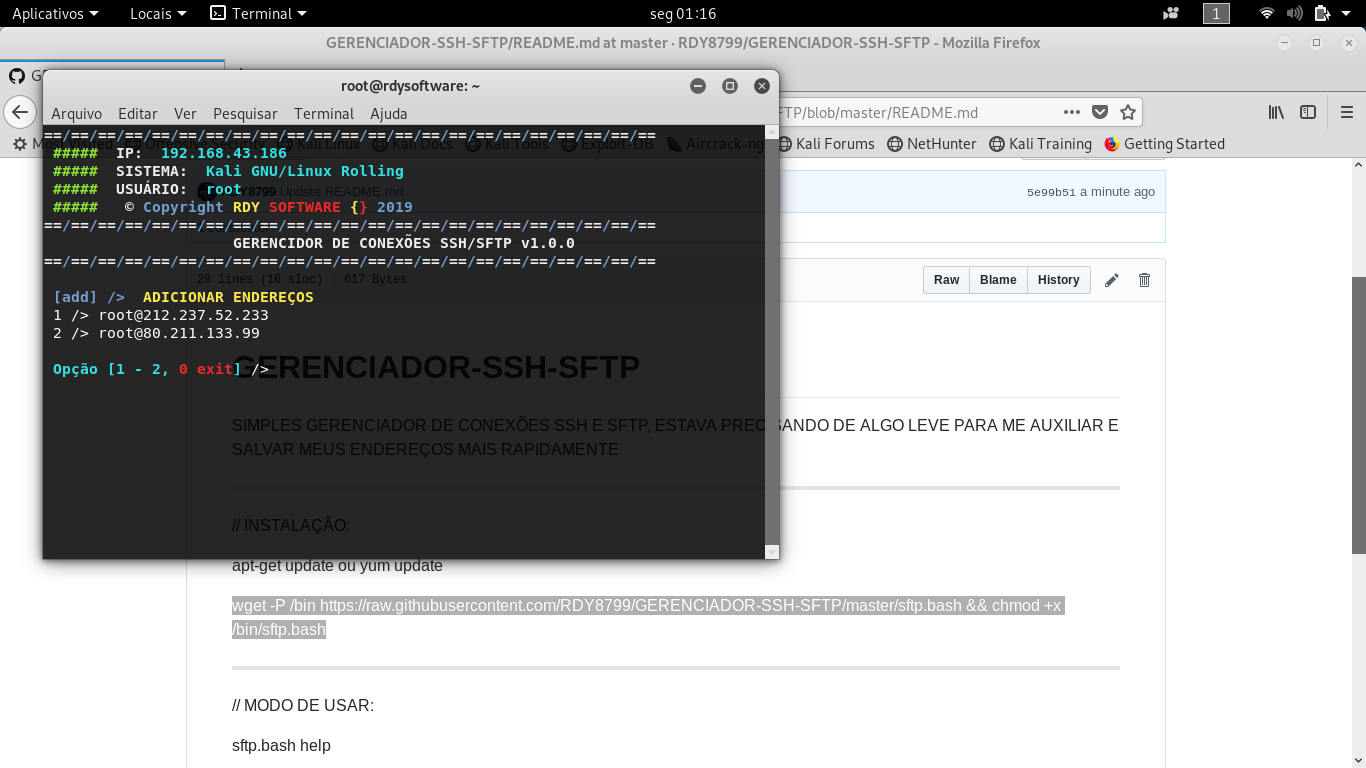 Aplicativos Locais Terminal seg 01:16 1
GERENCIADOR-SSH-SFTP/README.md at master · RDY8799/GERENCIADOR-SSH-SFTP - Mozilla Firefox
G
root@rdysoftware: ~
Arquivo Editar Ver Pesquisar Terminal Ajuda
FTP/blob/master/README.md
Most Visited Offensive Security Kali Linux Kali Docs Kali Tools Exploit-DB Aircrack-ng Kali Forums NetHunter Kali Training Getting Started
==/==/==/==/==/==/==/==/==/==/==/==/==/==/==/==/==/==/==/==/==/==/==
##### IP: 192.168.43.186
##### SISTEMA: Kali GNU/Linux Rolling
##### USUÁRIO: root
RDY8799 Update README.md
5e99b51 a minute ago
##### © Copyright RDY SOFTWARE {} 2019
==/==/==/==/==/==/==/==/==/==/==/==/==/==/==/==/==/==/==/==/==/==/==
GERENCIDOR DE CONEXÕES SSH/SFTP v1.0.0
==/==/==/==/==/==/==/==/==/==/==/==/==/==/==/==/==/==/==/==/==/==/==
28 lines (16 sloc) 617 Bytes
Raw Blame History
[add] /> ADICIONAR ENDEREÇOS
1 /> root@212.237.52.233
2 /> root@80.211.133.99
Opção [1 - 2, 0 exit] />
GERENCIADOR-SSH-SFTP
SIMPLES GERENCIADOR DE CONEXÕES SSH E SFTP, ESTAVA PRECISANDO DE ALGO LEVE PARA ME AUXILIAR E
SALVAR MEUS ENDEREÇOS MAIS RAPIDAMENTE
// INSTALAÇÃO:
apt-get update ou yum update
wget -P /bin https://raw.githubusercontent.com/RDY8799/GERENCIADOR-SSH-SFTP/master/sftp.bash && chmod +x
/bin/sftp.bash
// MODO DE USAR:
sftp.bash help